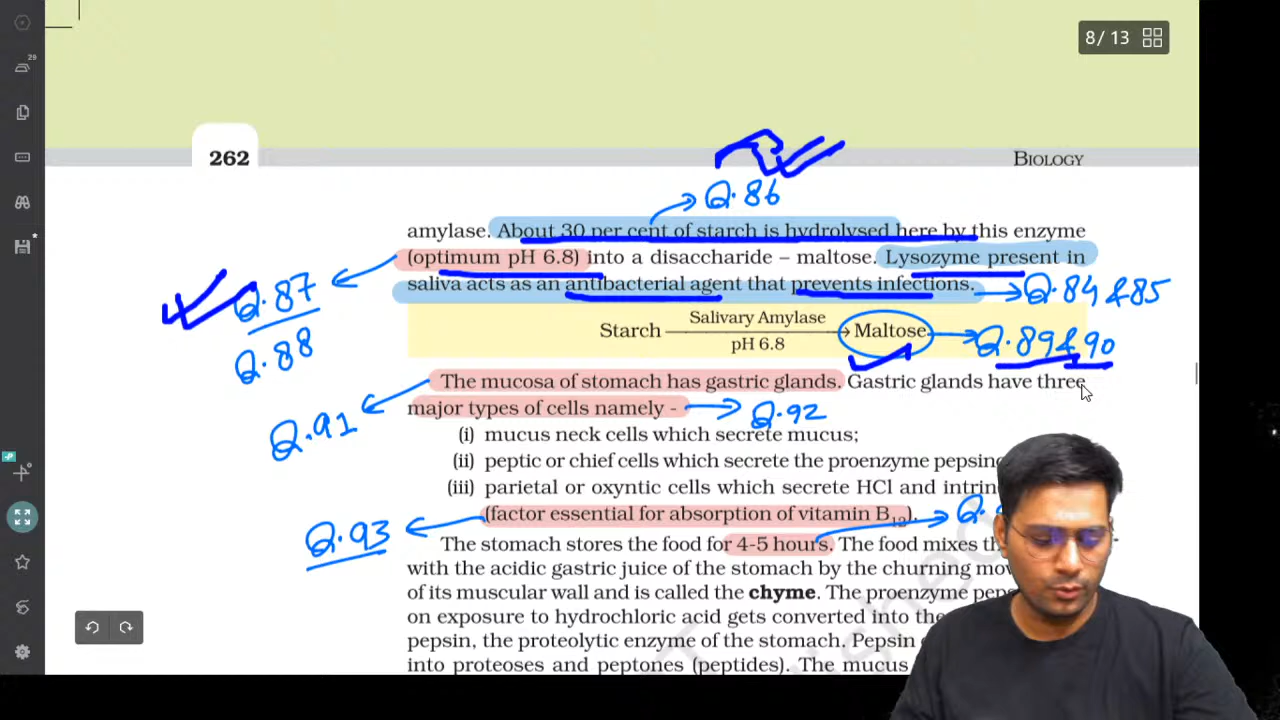 8 / 13
29
262
BIOLOGY
Q.86
amylase. About 30 per cent of starch is hydrolysed here by this enzyme
(optimum pH 6.8) into a disaccharide – maltose. Lysozyme present in
saliva acts as an antibacterial agent that prevents infections.
Q.84 & 85
Q.87
Q.88
Starch Salivary Amylase pH 6.8 Maltose
Q.89 & 90
The mucosa of stomach has gastric glands. Gastric glands have three
major types of cells namely -
Q.92
Q.91
(i) mucus neck cells which secrete mucus;
(ii) peptic or chief cells which secrete the proenzyme
(iii) parietal or oxyntic cells which secrete HCl and
(factor essential for absorption of vitamin B12).
Q.93
The stomach stores the food for 4-5 hours. The food mixes
with the acidic gastric juice of the stomach by the churning
of its muscular wall and is called the chyme. The proenzyme
on exposure to hydrochloric acid gets converted into the
pepsin, the proteolytic enzyme of the stomach. Pepsin
into proteoses and peptones (peptides). The mucus